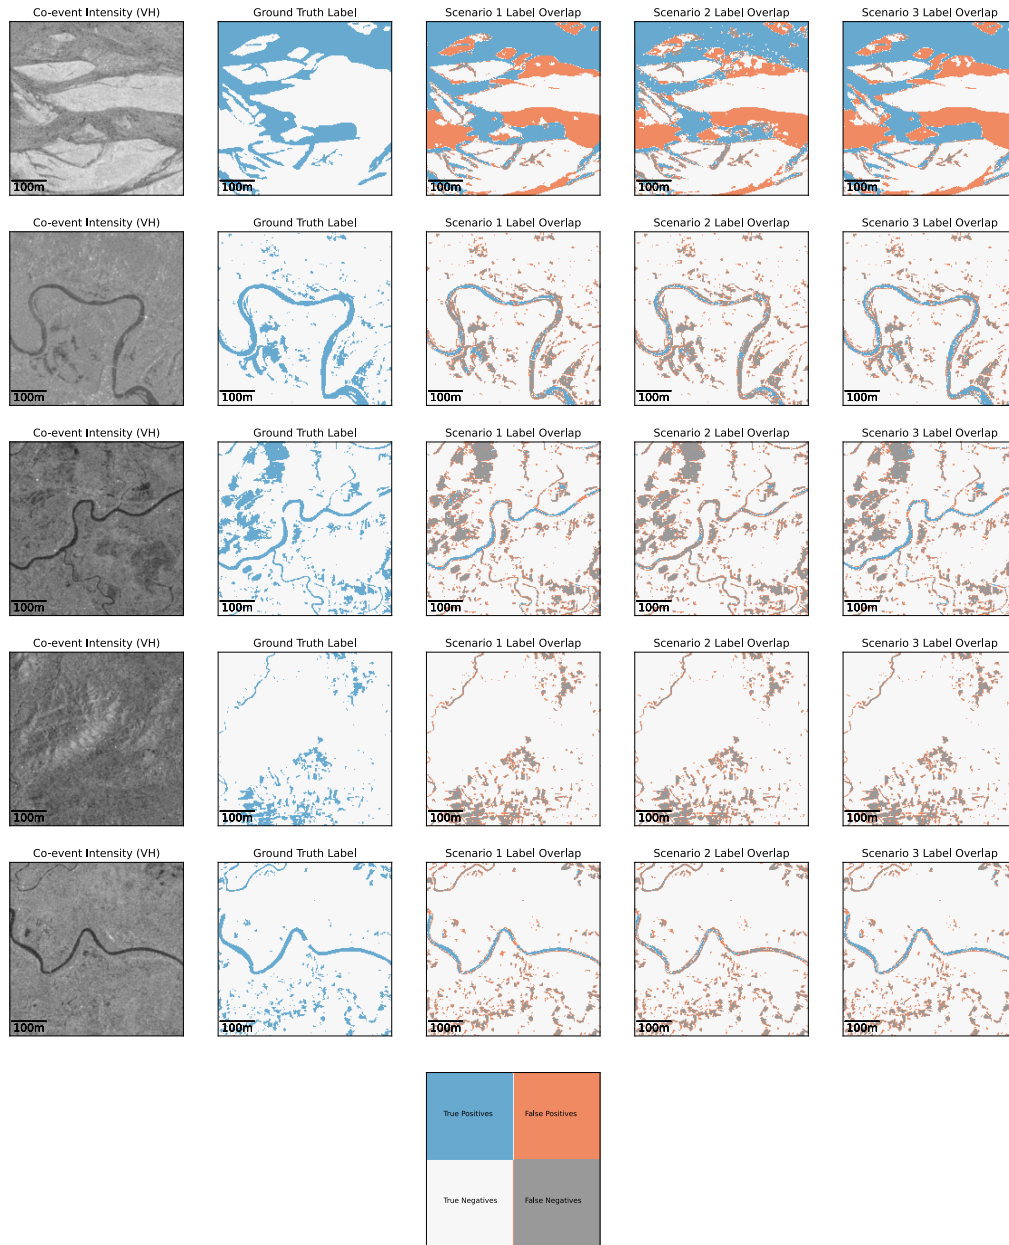 Co-event Intensity (VH) Ground Truth Label Scenario 1 Label Overlap Scenario 2 Label Overlap Scenario 3 Label Overlap
100m 100m 100m 100m 100m
Co-event Intensity (VH) Ground Truth Label Scenario 1 Label Overlap Scenario 2 Label Overlap Scenario 3 Label Overlap
100m 100m 100m 100m 100m
Co-event Intensity (VH) Ground Truth Label Scenario 1 Label Overlap Scenario 2 Label Overlap Scenario 3 Label Overlap
100m 100m 100m 100m 100m
Co-event Intensity (VH) Ground Truth Label Scenario 1 Label Overlap Scenario 2 Label Overlap Scenario 3 Label Overlap
100m 100m 100m 100m 100m
Co-event Intensity (VH) Ground Truth Label Scenario 1 Label Overlap Scenario 2 Label Overlap Scenario 3 Label Overlap
100m 100m 100m 100m 100m
True Positives False Positives
True Negatives False Negatives